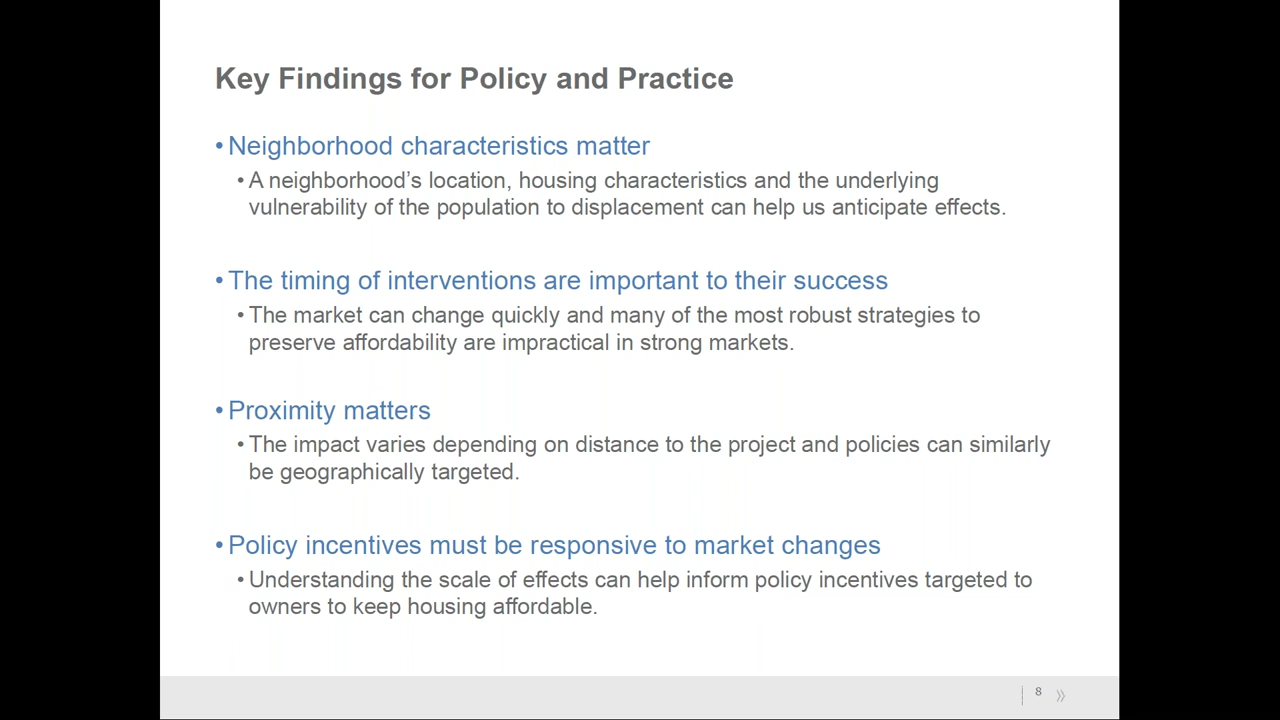 Key Findings for Policy and Practice
• Neighborhood characteristics matter
• A neighborhood’s location, housing characteristics and the underlying
vulnerability of the population to displacement can help us anticipate effects.
• The timing of interventions are important to their success
• The market can change quickly and many of the most robust strategies to
preserve affordability are impractical in strong markets.
• Proximity matters
• The impact varies depending on distance to the project and policies can similarly
be geographically targeted.
• Policy incentives must be responsive to market changes
• Understanding the scale of effects can help inform policy incentives targeted to
owners to keep housing affordable.
8